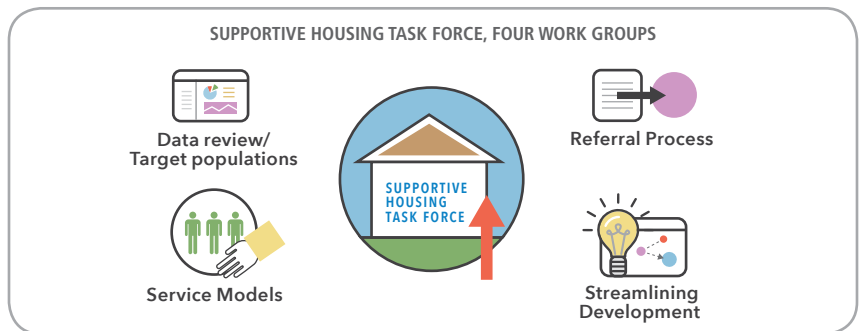 SUPPORTIVE HOUSING TASK FORCE, FOUR WORK GROUPS
Data review/
Target populations
Service Models
SUPPORTIVE
HOUSING
TASK FORCE
Referral Process
Streamlining
Development